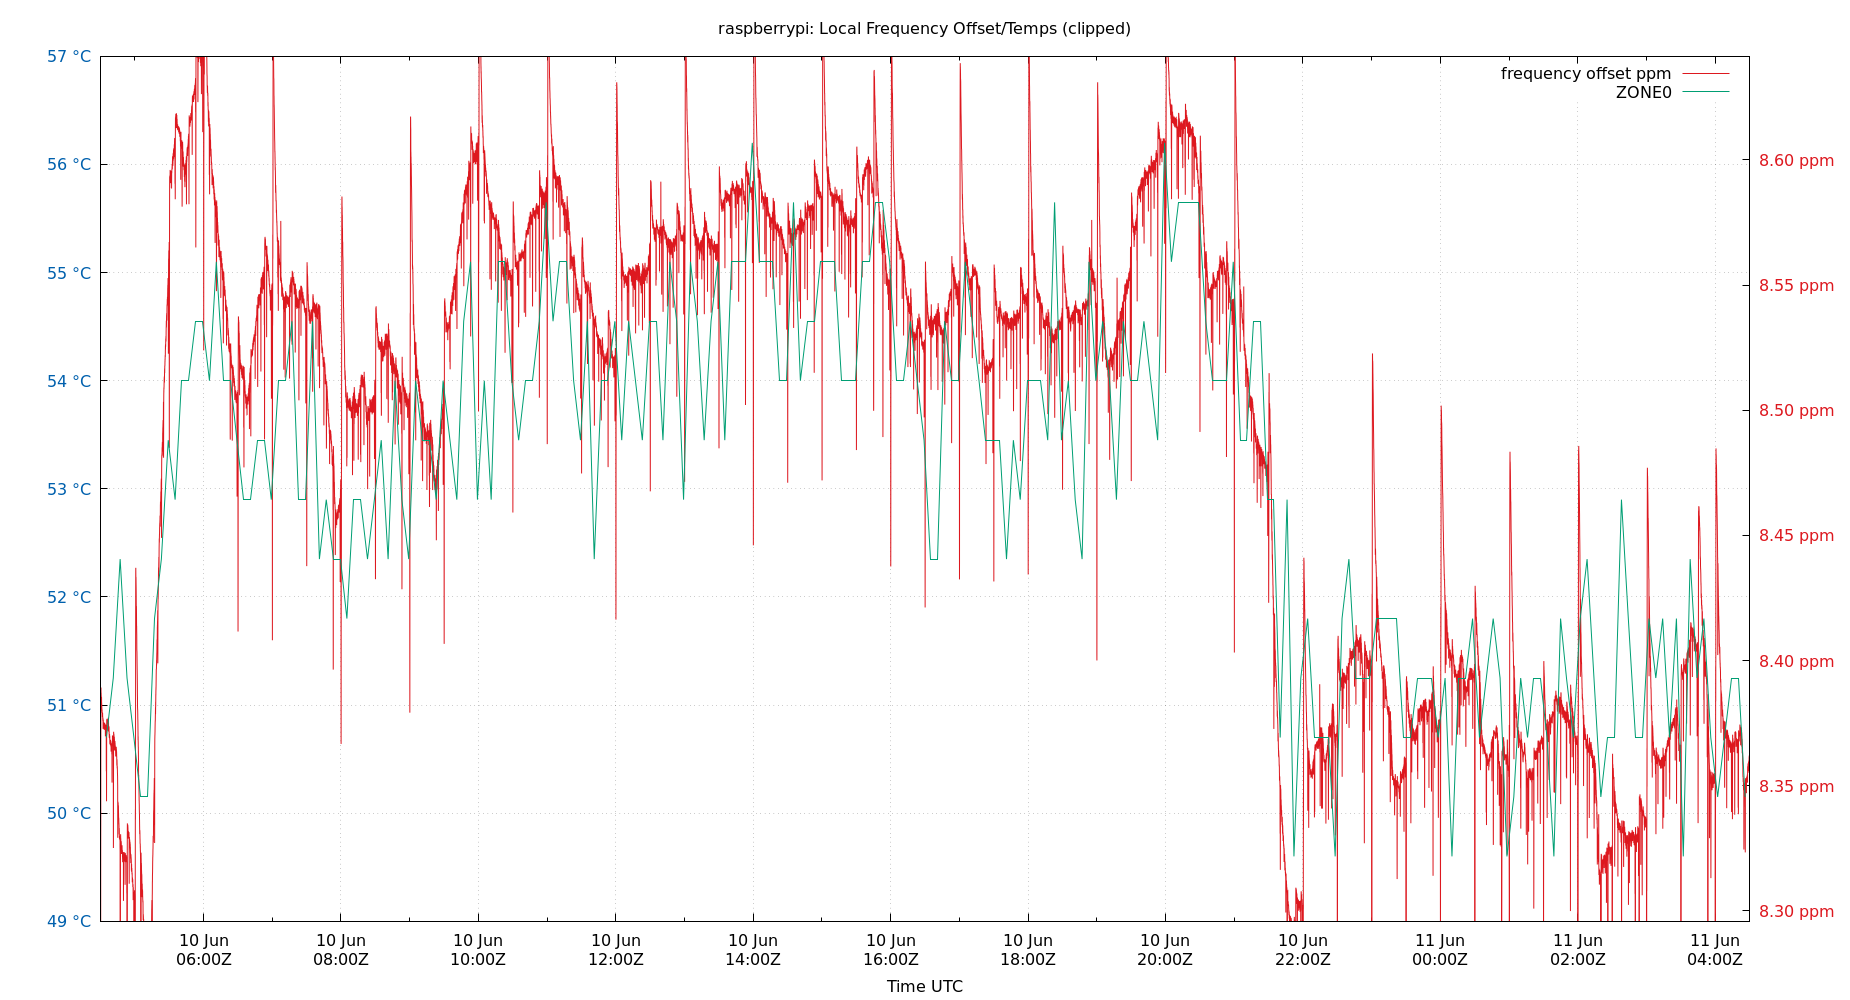 raspberrypi: Local Frequency Offset/Temps (clipped)
57 °C
56 °C
55 °C
54 °C
53 °C
52 °C
51 °C
50 °C
49 °C
frequency offset ppm
ZONE0
8.60 ppm
8.55 ppm
8.50 ppm
8.45 ppm
8.40 ppm
8.35 ppm
8.30 ppm
10 Jun
06:00Z
10 Jun
08:00Z
10 Jun
10:00Z
10 Jun
12:00Z
10 Jun
14:00Z
10 Jun
16:00Z
10 Jun
18:00Z
10 Jun
20:00Z
10 Jun
22:00Z
11 Jun
00:00Z
11 Jun
02:00Z
11 Jun
04:00Z
Time UTC